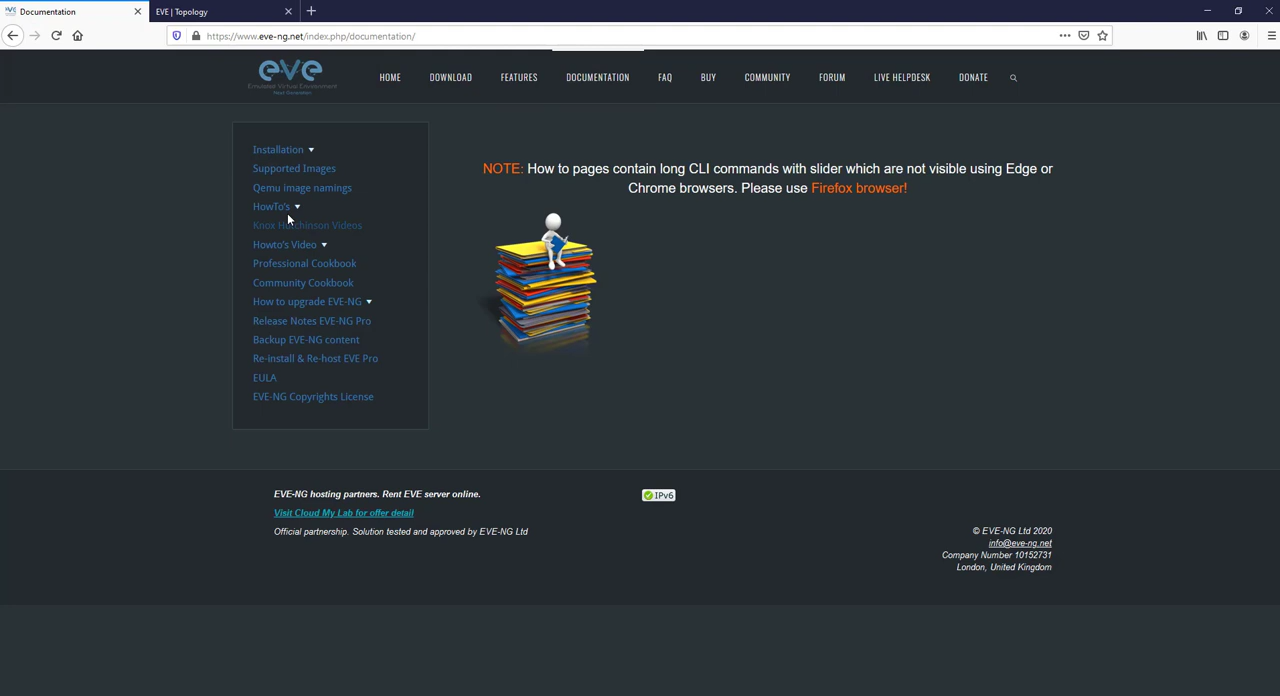 Documentation
EVE | Topology
https://www.eve-ng.net/index.php/documentation/
eve
Emulated Virtual Environment
Next Generation
HOME
DOWNLOAD
FEATURES
DOCUMENTATION
FAQ
BUY
COMMUNITY
FORUM
LIVE HELPDESK
DONATE
Installation
Supported Images
Qemu image namings
HowTo's
Knox Hutchinson Videos
Howto's Video
Professional Cookbook
Community Cookbook
How to upgrade EVE-NG
Release Notes EVE-NG Pro
Backup EVE-NG content
Re-install & Re-host EVE Pro
EULA
EVE-NG Copyrights License
NOTE: How to pages contain long CLI commands with slider which are not visible using Edge or
Chrome browsers. Please use Firefox browser!
EVE-NG hosting partners. Rent EVE server online.
Visit Cloud My Lab for offer detail
Official partnership. Solution tested and approved by EVE-NG Ltd
IPv6
© EVE-NG Ltd 2020
info@eve-ng.net
Company Number 10152731
London, United Kingdom